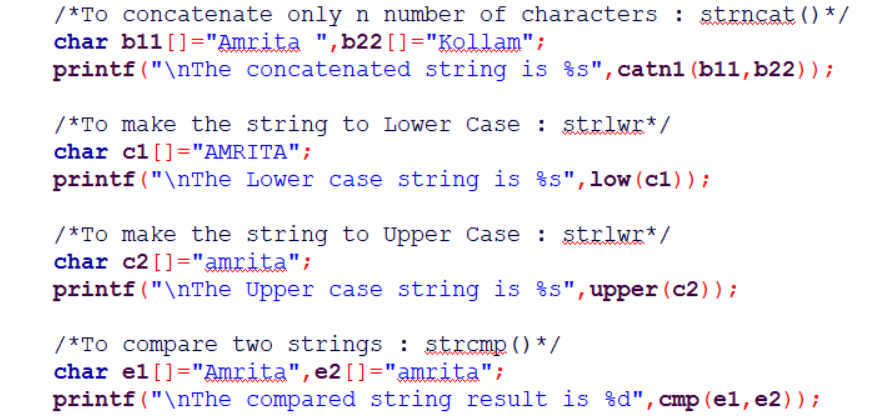 /*To concatenate only n number of characters : strncat()*/
char b11[]="Amrita ",b22[]="Kollam";
printf("\nThe concatenated string is %s",catn1(b11,b22));
/*To make the string to Lower Case : strlwr*/
char c1[]="AMRITA";
printf("\nThe Lower case string is %s",low(c1));
/*To make the string to Upper Case : strlwr*/
char c2[]="amrita";
printf("\nThe Upper case string is %s",upper(c2));
/*To compare two strings : strcmp()*/
char e1[]="Amrita",e2[]="amrita";
printf("\nThe compared string result is %d",cmp(e1,e2));